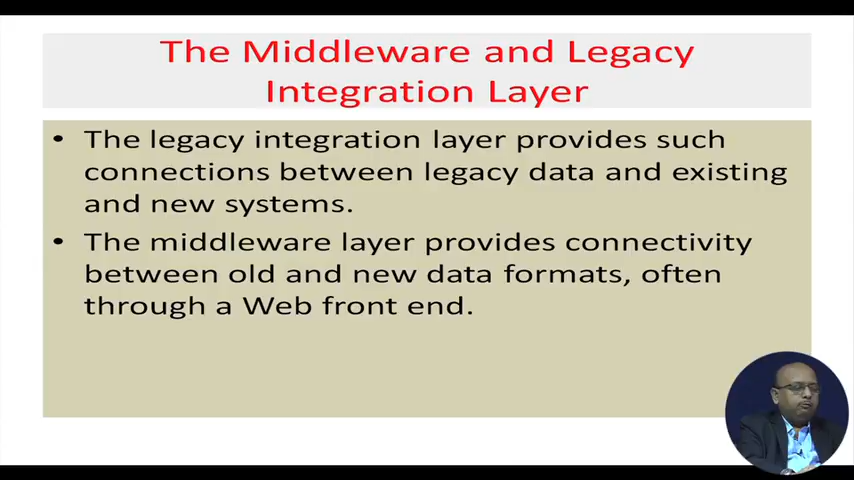 The Middleware and Legacy
Integration Layer
• The legacy integration layer provides such
connections between legacy data and existing
and new systems.
• The middleware layer provides connectivity
between old and new data formats, often
through a Web front end.